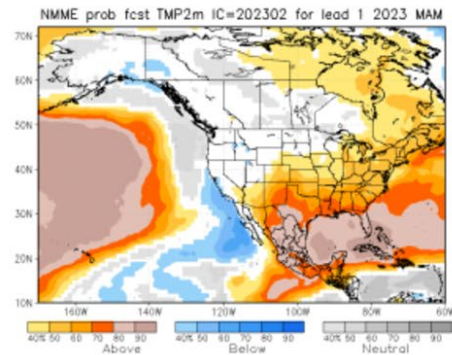 NMME prob fcst TMP2m IC=202302 for lead 1 2023 MAM
70N
60N
50N
40N
30N
20N
10N
160W 140W 120W 100W 80W 60W
40% 50 60 70 80 90 40% 50 60 70 80 90 40% 50 60 70 80 90
Above Below Neutral